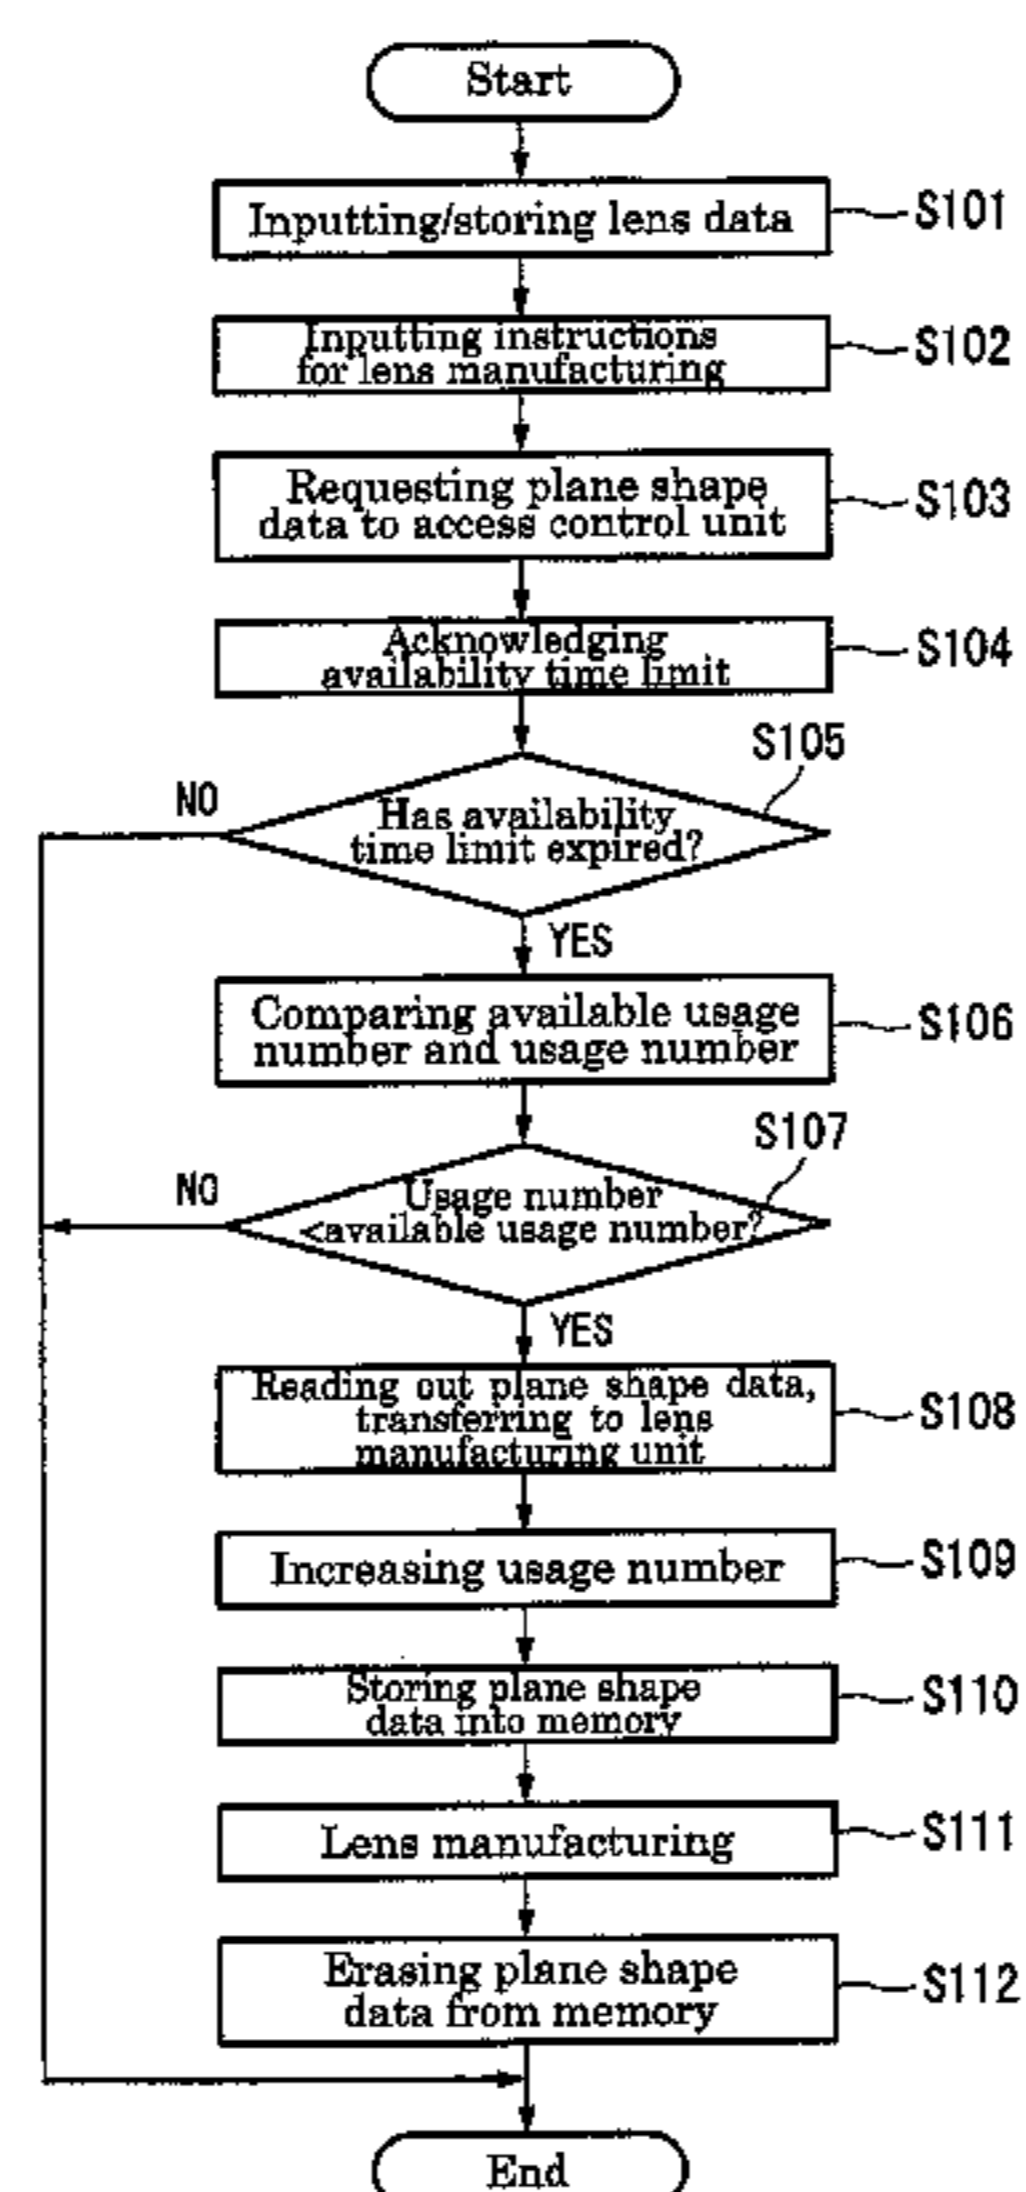 Start
Inputting/storing lens data
S101
Inputting instructions
for lens manufacturing
S102
Requesting plane shape
data to access control unit
S103
Acknowledging
availability time limit
S104
S105
NO
Has availability
time limit expired?
YES
Comparing available usage
number and usage number
S106
S107
NO
Usage number
<available usage number?
YES
Reading out plane shape data,
transferring to lens
manufacturing unit
S108
Increasing usage number
S109
Storing plane shape
data into memory
S110
Lens manufacturing
S111
Erasing plane shape
data from memory
S112
End